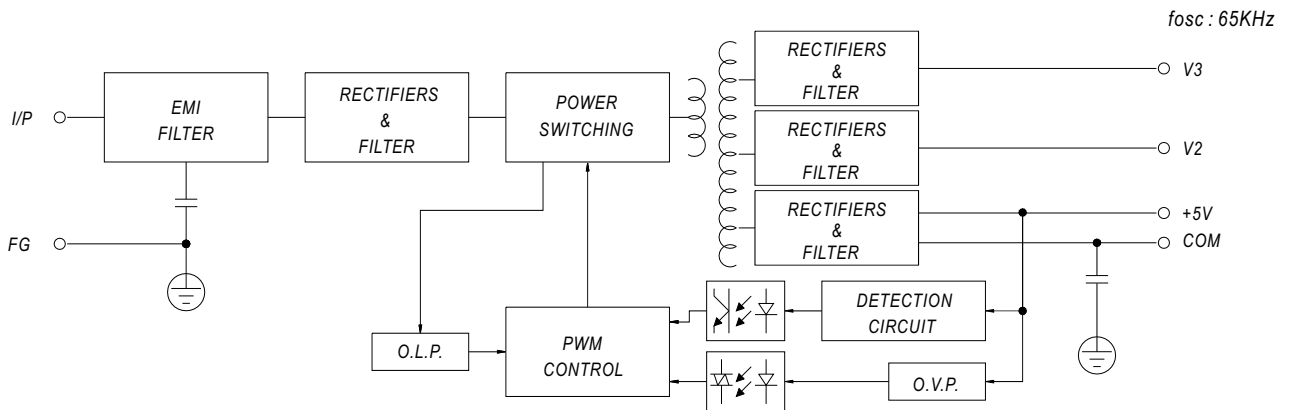 fosc : 65KHz
I/P
EMI
FILTER
RECTIFIERS
&
FILTER
POWER
SWITCHING
RECTIFIERS
&
FILTER
V3
RECTIFIERS
&
FILTER
V2
RECTIFIERS
&
FILTER
+5V
COM
FG
O.L.P.
PWM
CONTROL
DETECTION
CIRCUIT
O.V.P.